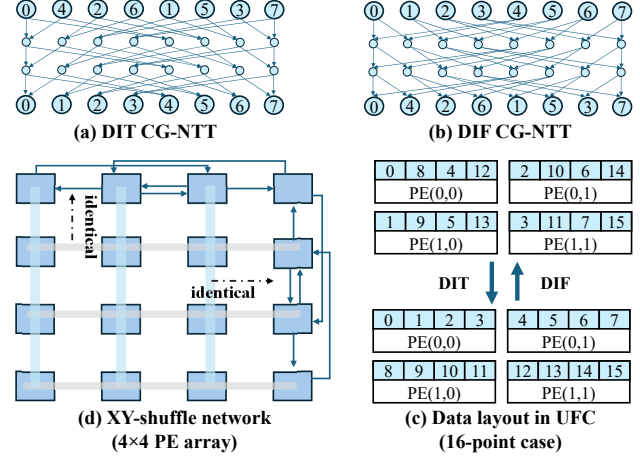 0 4 2 6 1 5 3 7
0 1 2 3 4 5 6 7
0 1 2 3 4 5 6 7
0 4 2 6 1 5 3 7
(a) DIT CG-NTT
(b) DIF CG-NTT
identical
identical
(d) XY-shuffle network
(4×4 PE array)
0 8 4 12
PE(0,0)
2 10 6 14
PE(0,1)
1 9 5 13
PE(1,0)
3 11 7 15
PE(1,1)
DIT
DIF
0 1 2 3
PE(0,0)
4 5 6 7
PE(0,1)
8 9 10 11
PE(1,0)
12 13 14 15
PE(1,1)
(c) Data layout in UFC
(16-point case)